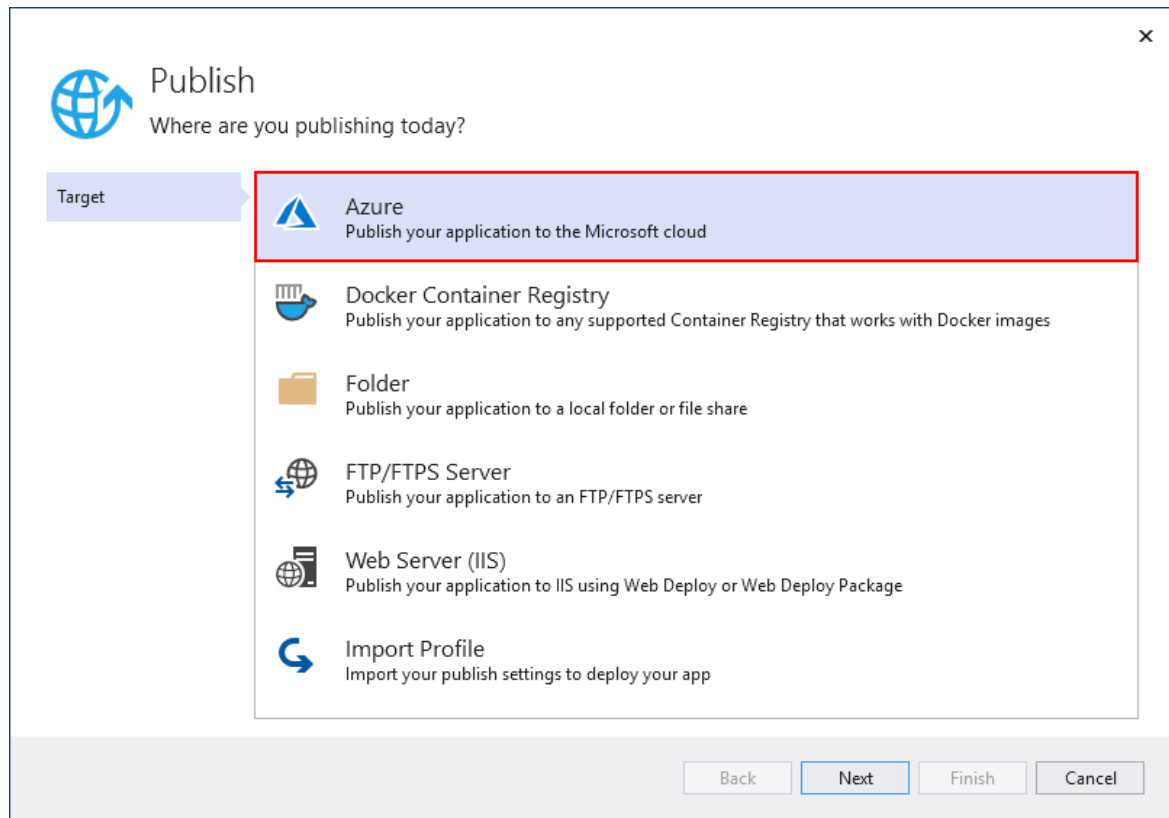 Publish
Where are you publishing today?
Target
Azure
Publish your application to the Microsoft cloud
Docker Container Registry
Publish your application to any supported Container Registry that works with Docker images
Folder
Publish your application to a local folder or file share
FTP/FTPS Server
Publish your application to an FTP/FTPS server
Web Server (IIS)
Publish your application to IIS using Web Deploy or Web Deploy Package
Import Profile
Import your publish settings to deploy your app
Back
Next
Finish
Cancel